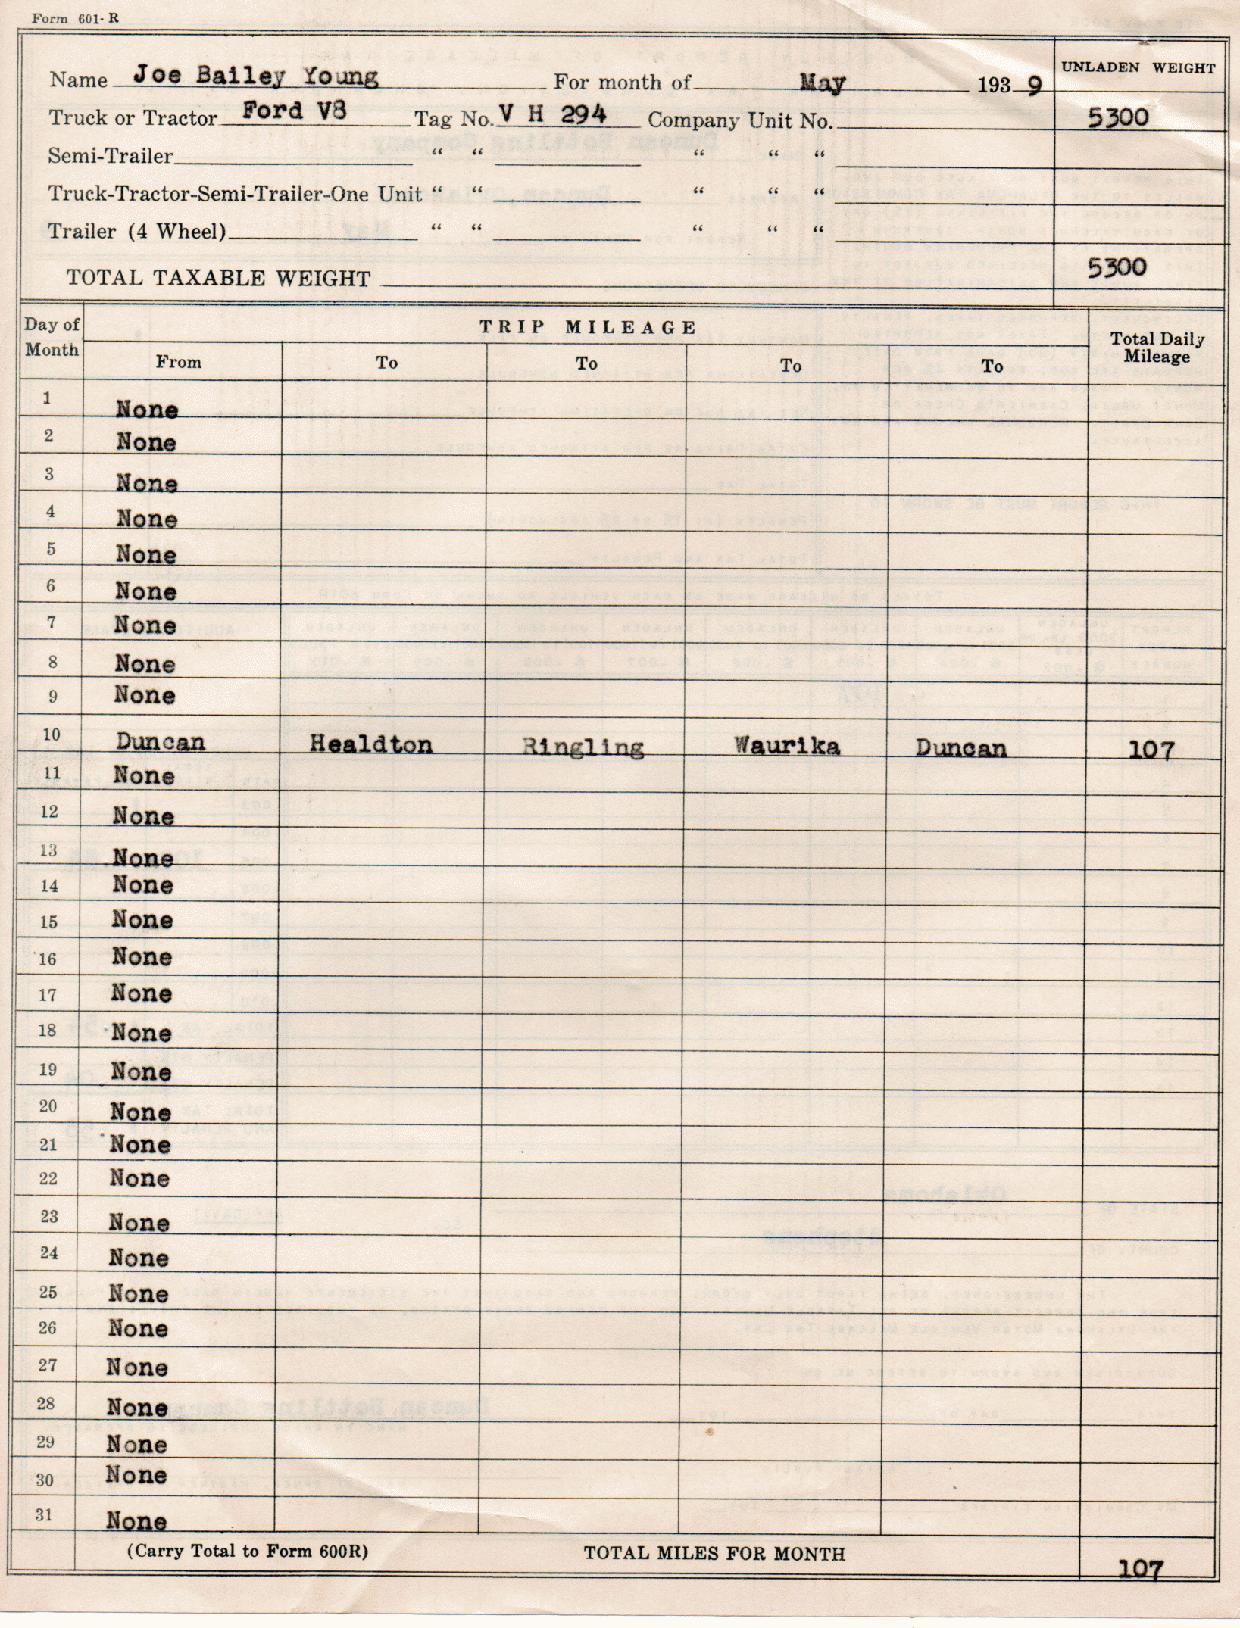 Form 601-R
UNLADEN WEIGHT
Name Joe Bailey Young For month of May 1939
Truck or Tractor Ford V8 Tag No. V H 294 Company Unit No. 5300
Semi-Trailer “ “ “ “ “
Truck-Tractor-Semi-Trailer-One Unit “ “ “ “ “
Trailer (4 Wheel) “ “ “ “ “
TOTAL TAXABLE WEIGHT 5300
Day of Month TRIP MILEAGE Total Daily Mileage
From To To To To
1 None
2 None
3 None
4 None
5 None
6 None
7 None
8 None
9 None
10 Duncan Healdton Ringling Waurika Duncan 107
11 None
12 None
13 None
14 None
15 None
16 None
17 None
18 None
19 None
20 None
21 None
22 None
23 None
24 None
25 None
26 None
27 None
28 None
29 None
30 None
31 None
(Carry Total to Form 600R) TOTAL MILES FOR MONTH 107